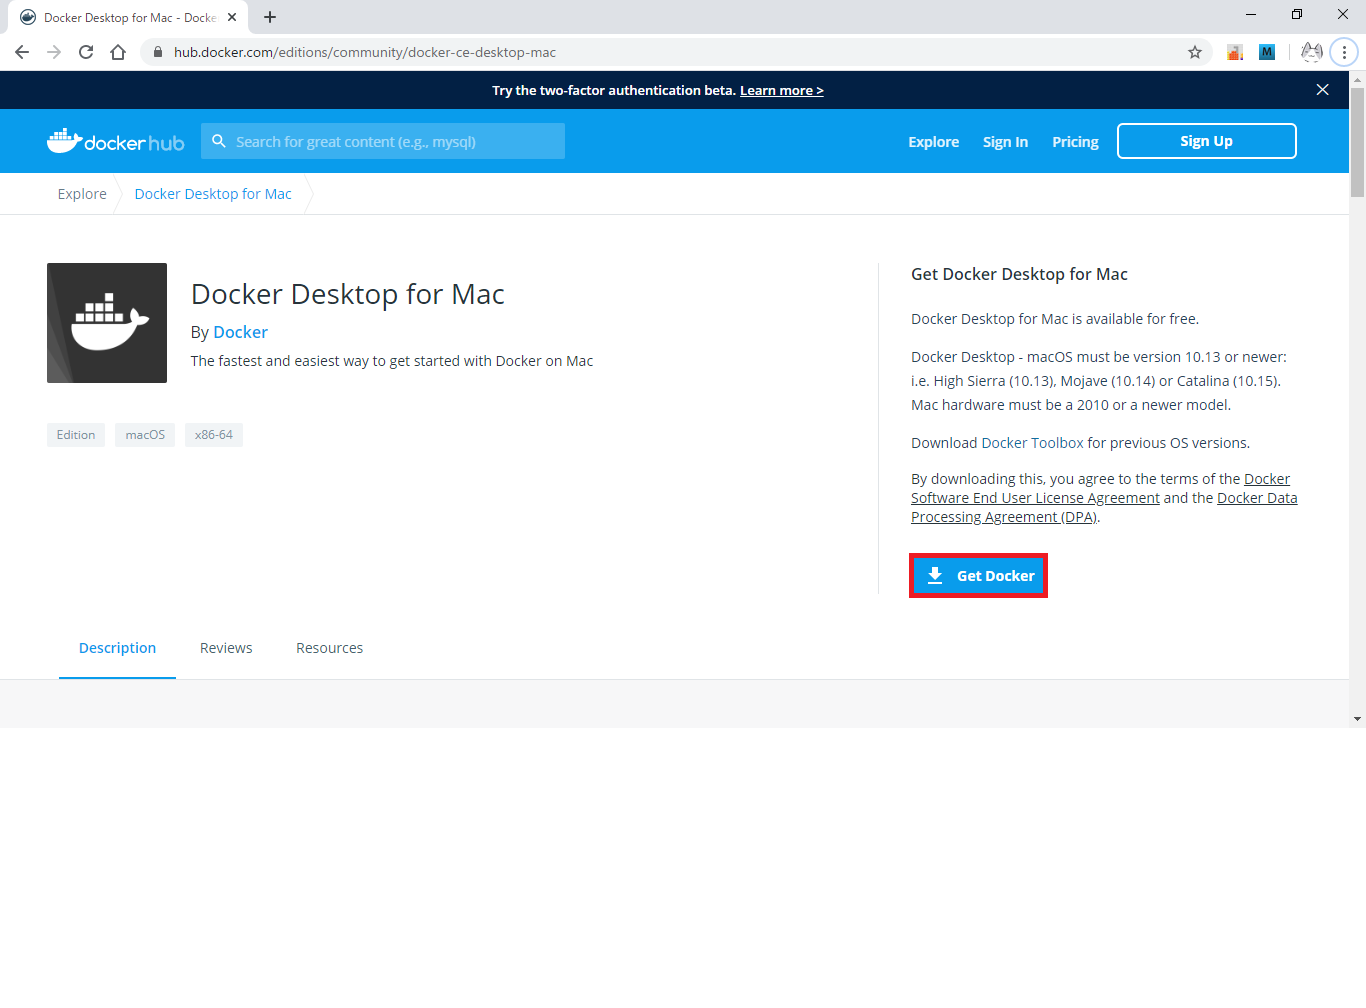 Docker Desktop for Mac - Docke
hub.docker.com/editions/community/docker-ce-desktop-mac
M
Try the two-factor authentication beta. Learn more >
docker hub
Search for great content (e.g., mysql)
Explore
Sign In
Pricing
Sign Up
Explore
Docker Desktop for Mac
Docker Desktop for Mac
By Docker
The fastest and easiest way to get started with Docker on Mac
Edition
macOS
x86-64
Get Docker Desktop for Mac
Docker Desktop for Mac is available for free.
Docker Desktop - macOS must be version 10.13 or newer:
i.e. High Sierra (10.13), Mojave (10.14) or Catalina (10.15).
Mac hardware must be a 2010 or a newer model.
Download Docker Toolbox for previous OS versions.
By downloading this, you agree to the terms of the Docker
Software End User License Agreement and the Docker Data
Processing Agreement (DPA).
Get Docker
Description
Reviews
Resources